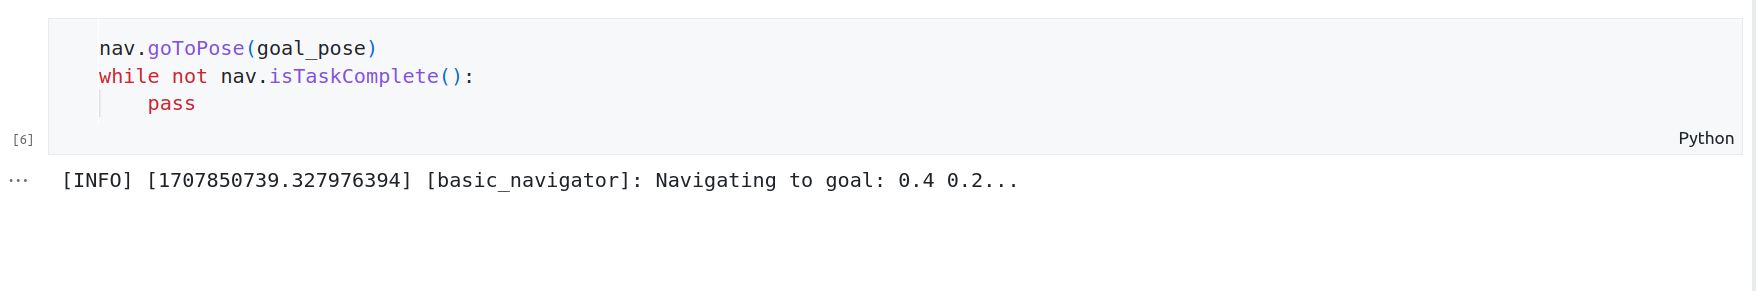 nav.goToPose(goal_pose)
while not nav.isTaskComplete():
    pass
[6]
Python
[INFO] [1707850739.327976394] [basic_navigator]: Navigating to goal: 0.4 0.2...